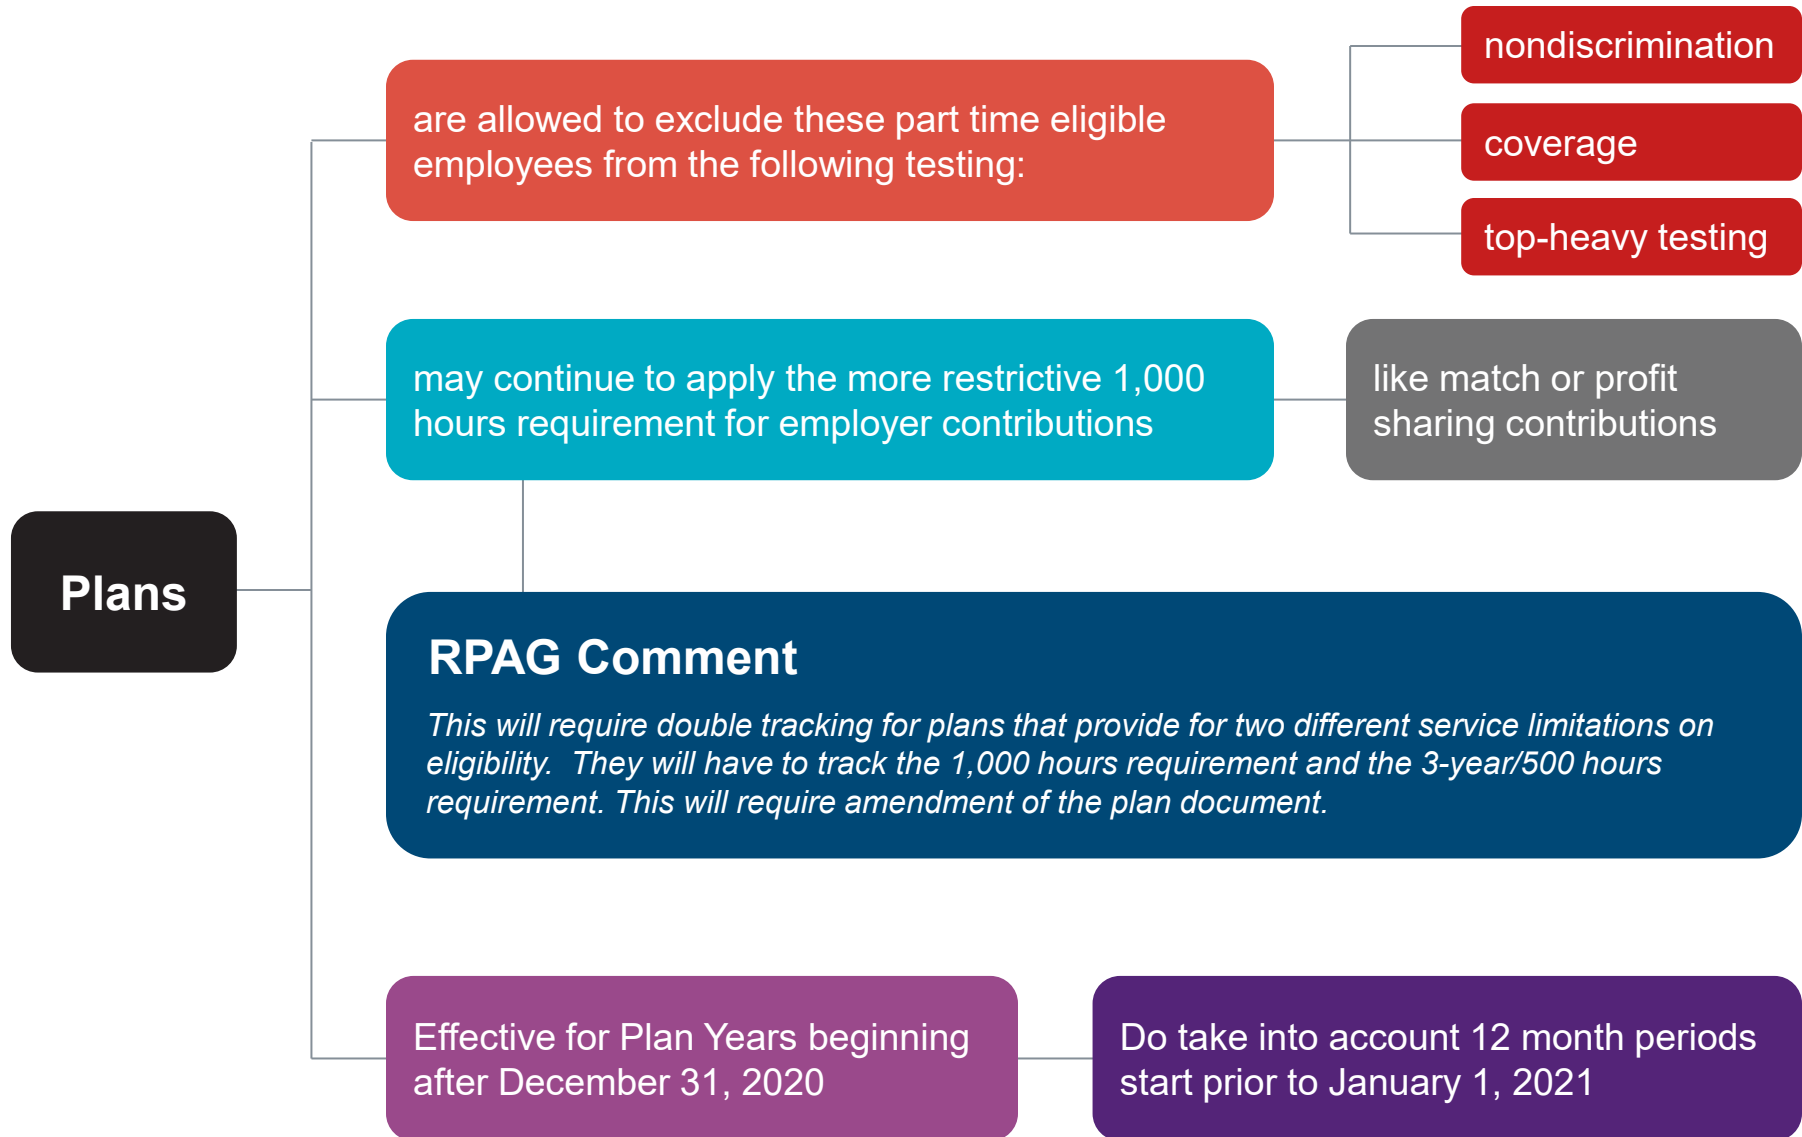 Plans
are allowed to exclude these part time eligible
employees from the following testing:
nondiscrimination
coverage
top-heavy testing
may continue to apply the more restrictive 1,000
hours requirement for employer contributions
like match or profit
sharing contributions
RPAG Comment
This will require double tracking for plans that provide for two different service limitations on
eligibility.  They will have to track the 1,000 hours requirement and the 3-year/500 hours
requirement. This will require amendment of the plan document.
Effective for Plan Years beginning
after December 31, 2020
Do take into account 12 month periods
start prior to January 1, 2021